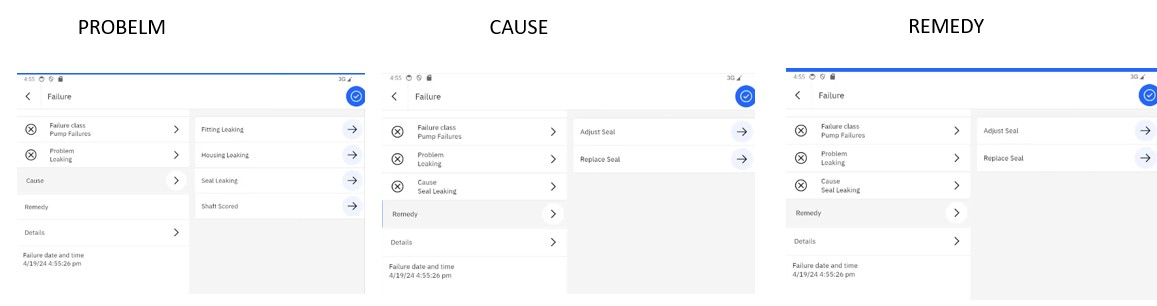 PROBELM
CAUSE
REMEDY
4:55
3G
Failure
Failure class
Pump Failures
Problem
Leaking
Cause
Remedy
Details
Failure date and time
4/19/24 4:55:26 pm
Fitting Leaking
Housing Leaking
Seal Leaking
Shaft Scored
4:55
3G
Failure
Failure class
Pump Failures
Problem
Leaking
Cause
Seal Leaking
Remedy
Details
Failure date and time
4/19/24 4:55:26 pm
Adjust Seal
Replace Seal
4:55
3G
Failure
Failure class
Pump Failures
Problem
Leaking
Cause
Seal Leaking
Remedy
Details
Failure date and time
4/19/24 4:55:26 pm
Adjust Seal
Replace Seal